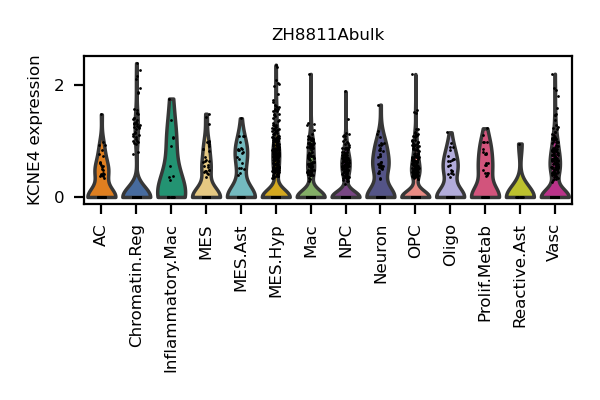 ZH8811Abulk
KCNE4 expression
2
0
AC
Chromatin.Reg
Inflammatory.Mac
MES
MES.Ast
MES.Hyp
Mac
NPC
Neuron
OPC
Oligo
Prolif.Metab
Reactive.Ast
Vasc